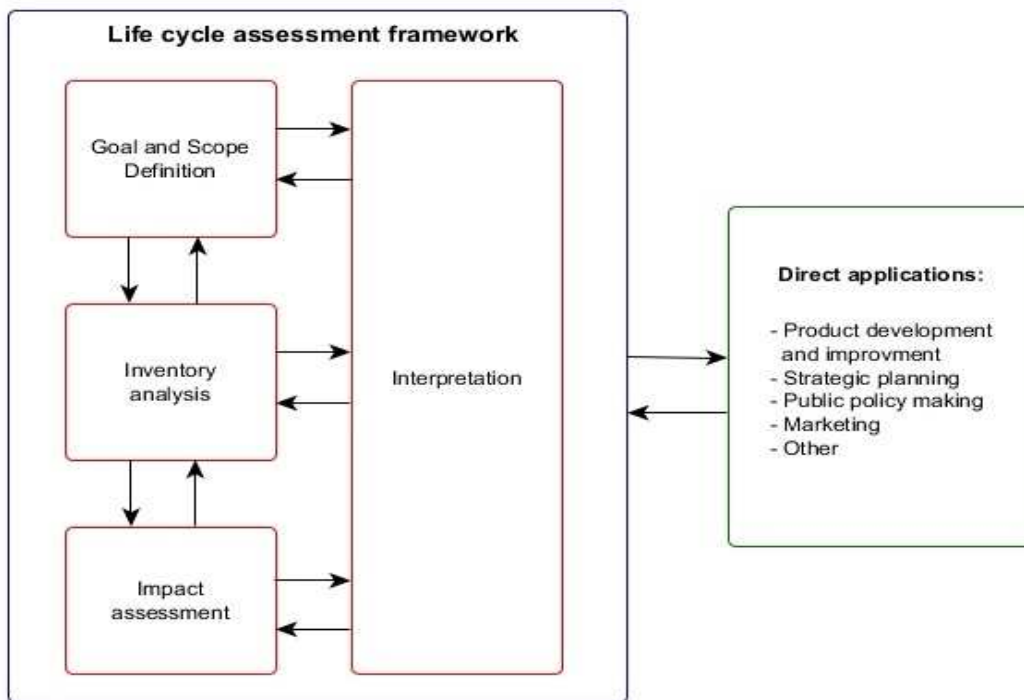 Life cycle assessment framework
Goal and Scope
Definition
Inventory
analysis
Impact
assessment
Interpretation
Direct applications:
- Product development
and improvment
- Strategic planning
- Public policy making
- Marketing
- Other